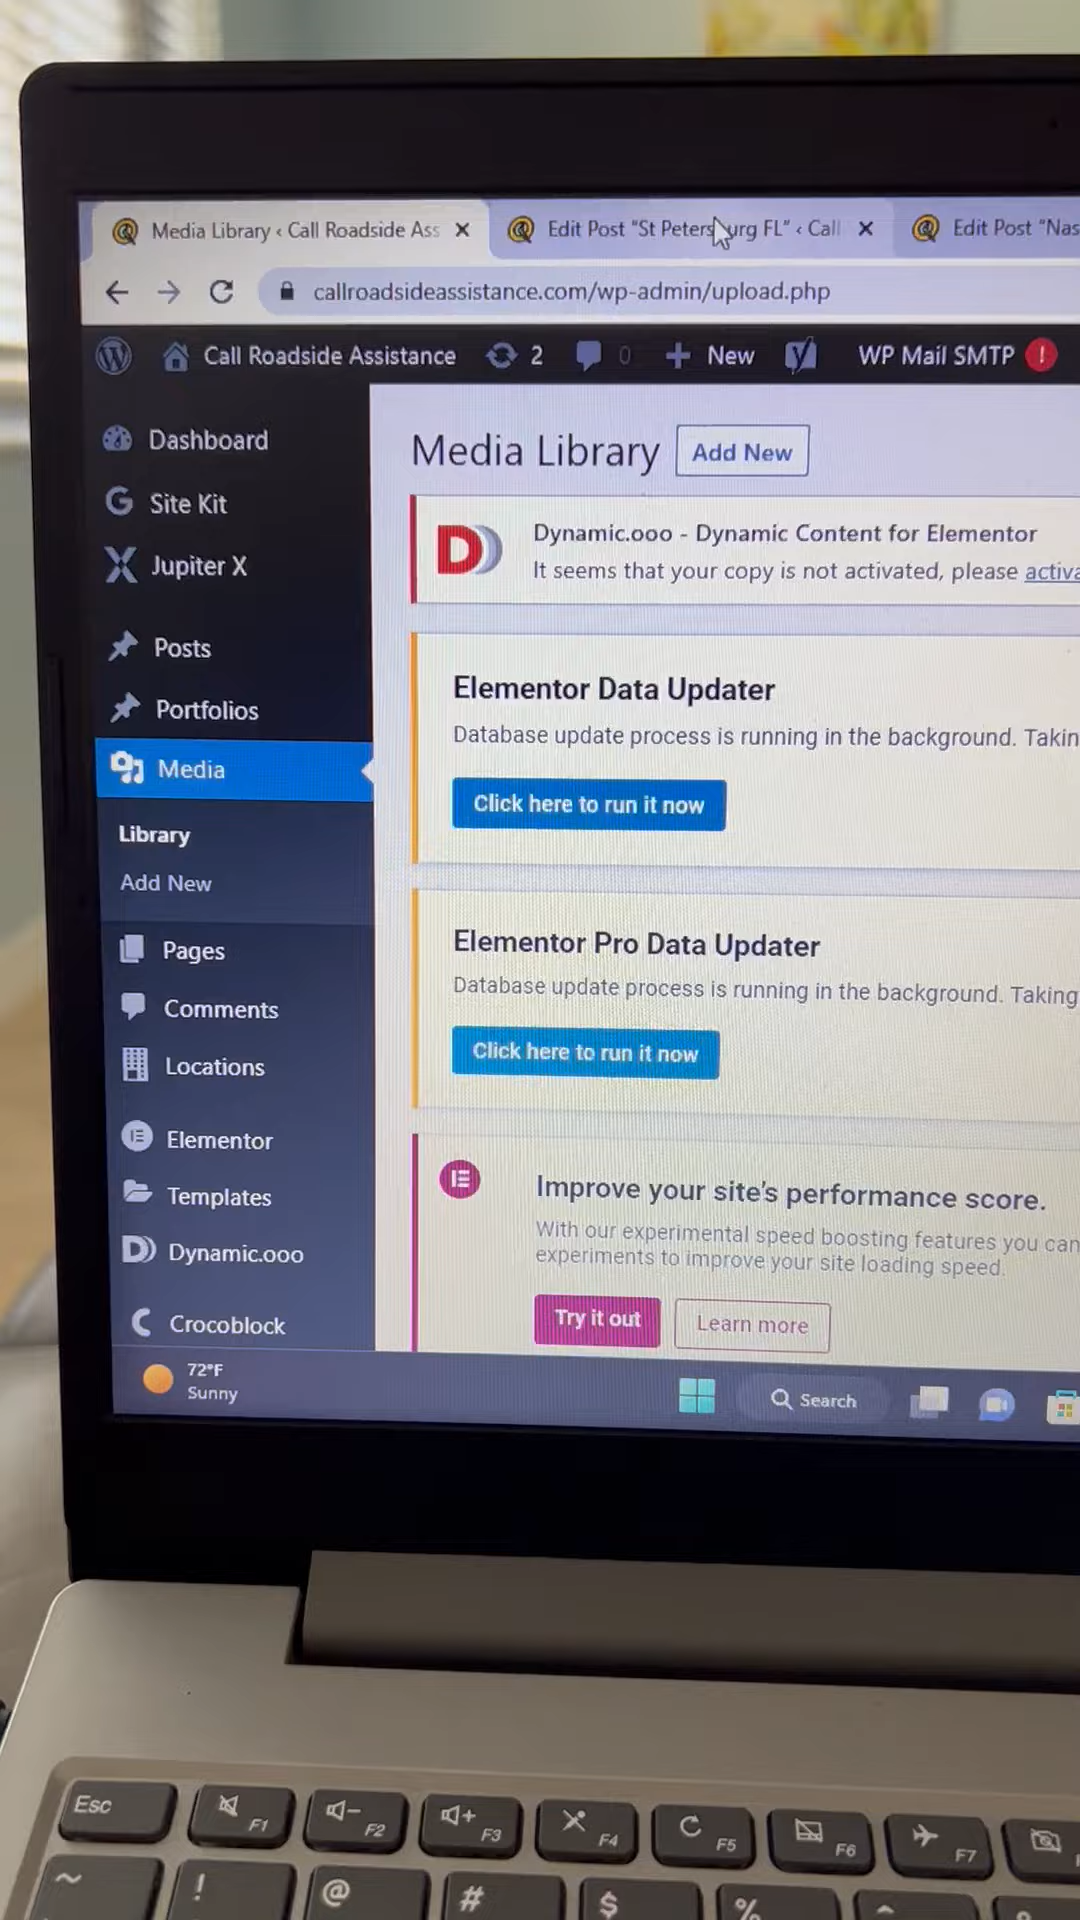 Media Library ‹ Call Roadside Ass
Edit Post "St Petersburg FL" ‹ Call
Edit Post "Nas
callroadsideassistance.com/wp-admin/upload.php
Call Roadside Assistance
2
0
New
WP Mail SMTP
!
Dashboard
Site Kit
Jupiter X
Posts
Portfolios
Media
Library
Add New
Pages
Comments
Locations
Elementor
Templates
Dynamic.ooo
Crocoblock
Media Library
Add New
Dynamic.ooo - Dynamic Content for Elementor
It seems that your copy is not activated, please activa
Elementor Data Updater
Database update process is running in the background. Takin
Click here to run it now
Elementor Pro Data Updater
Database update process is running in the background. Taking
Click here to run it now
Improve your site's performance score.
With our experimental speed boosting features you can
experiments to improve your site loading speed.
Try it out
Learn more
72°F
Sunny
Search
Esc
F1
F2
F3
F4
F5
F6
F7
~
!
@
#
$
%